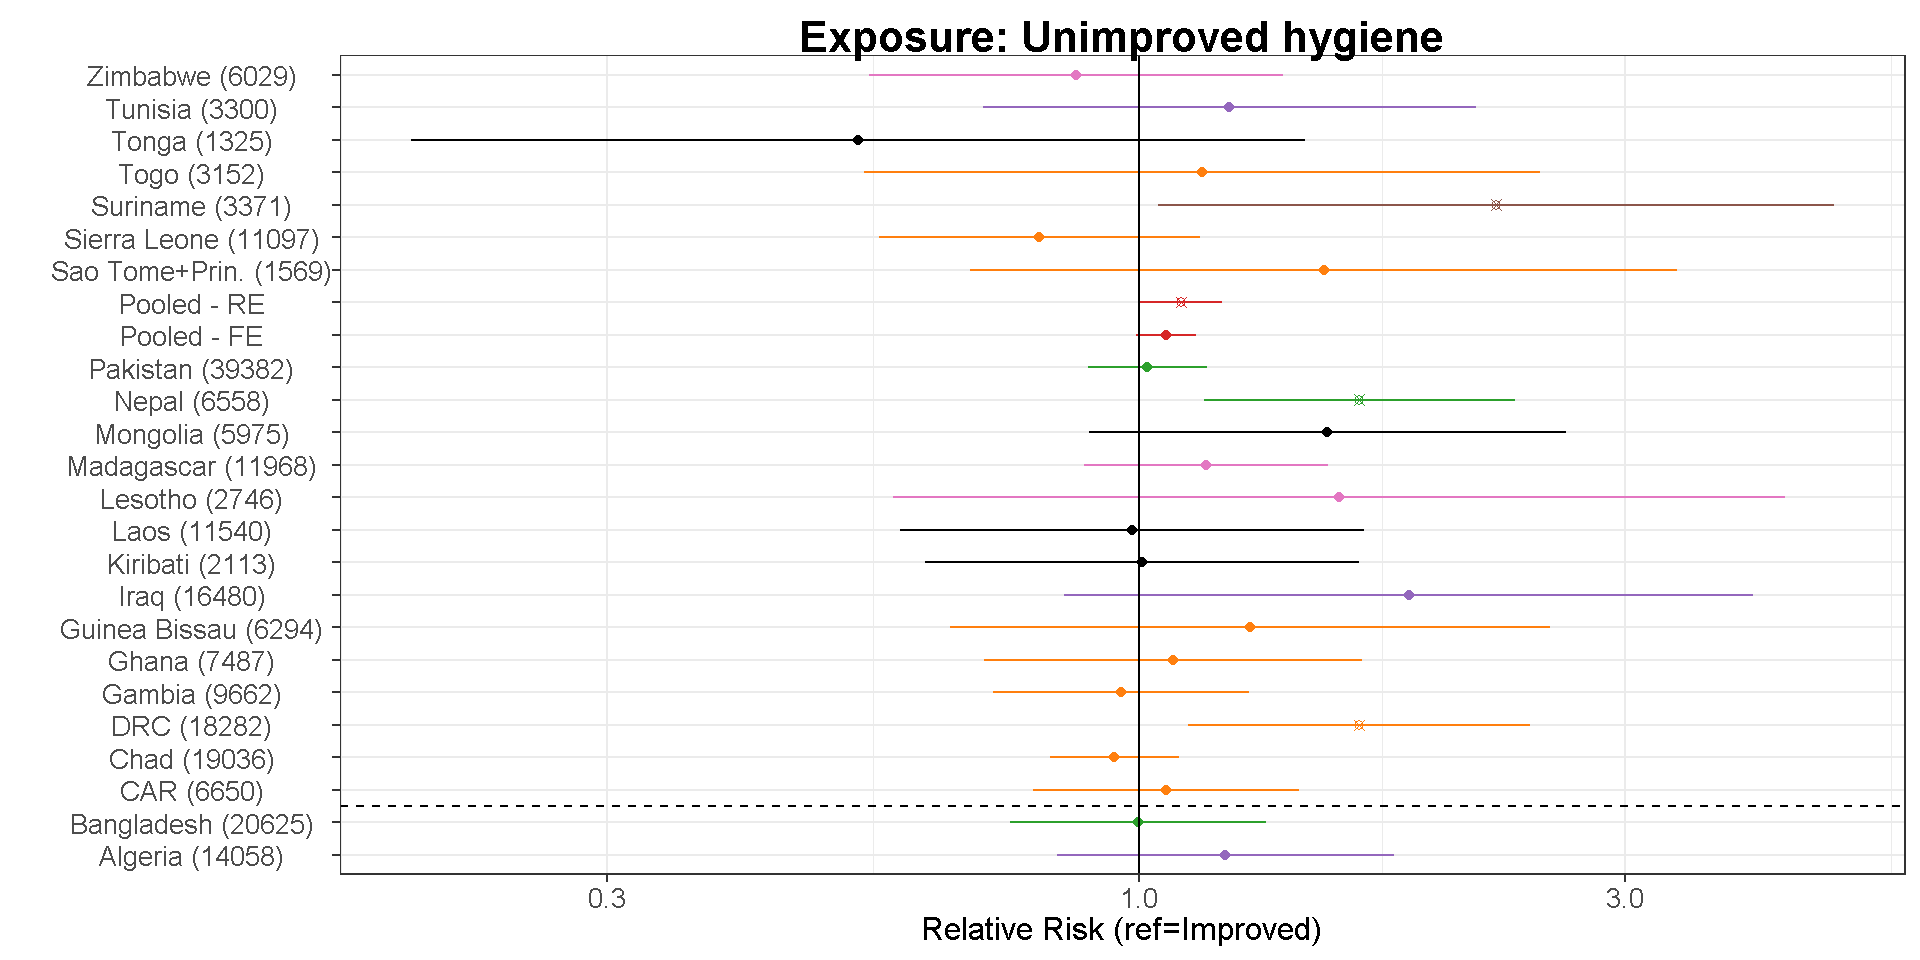 Exposure: Unimproved hygiene
Zimbabwe (6029)
Tunisia (3300)
Tonga (1325)
Togo (3152)
Suriname (3371)
Sierra Leone (11097)
Sao Tome+Prin. (1569)
Pooled - RE
Pooled - FE
Pakistan (39382)
Nepal (6558)
Mongolia (5975)
Madagascar (11968)
Lesotho (2746)
Laos (11540)
Kiribati (2113)
Iraq (16480)
Guinea Bissau (6294)
Ghana (7487)
Gambia (9662)
DRC (18282)
Chad (19036)
CAR (6650)
Bangladesh (20625)
Algeria (14058)
0.3 1.0 3.0
Relative Risk (ref=Improved)